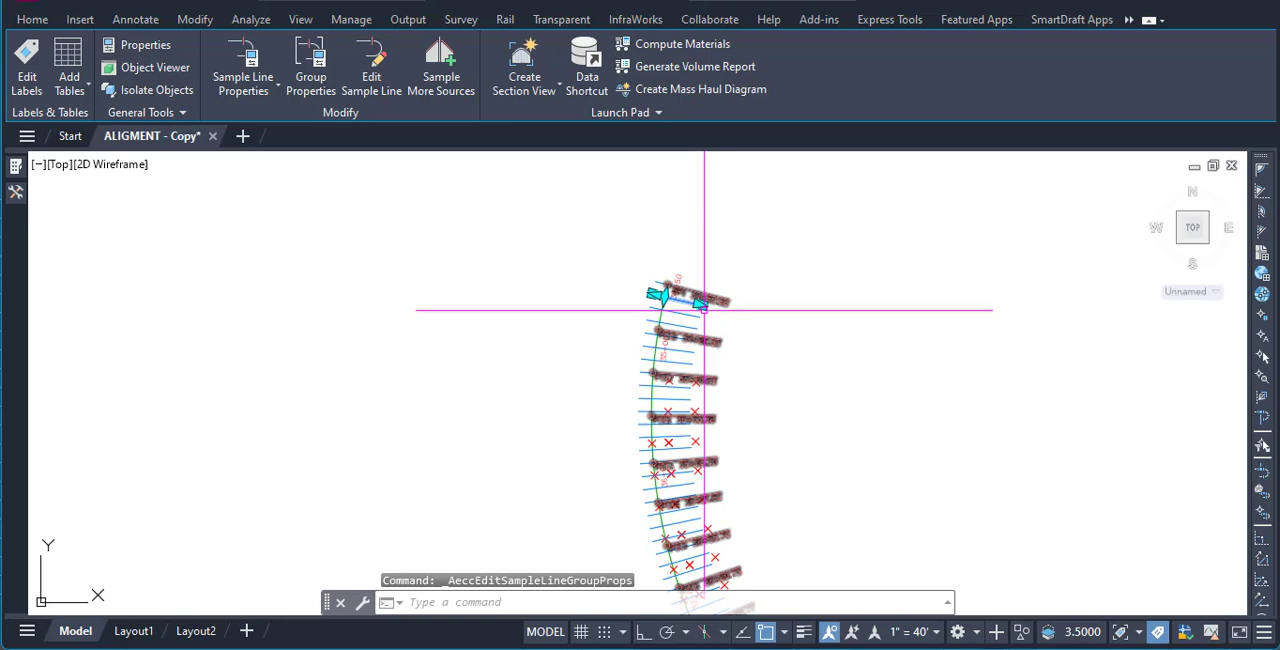 Home Insert Annotate Modify Analyze View Manage Output Survey Rail Transparent InfraWorks Collaborate Help Add-ins Express Tools Featured Apps SmartDraft Apps
Edit Labels
Add Tables
Labels & Tables
Properties
Object Viewer
Isolate Objects
General Tools
Sample Line Properties
Group Properties
Edit Sample Line
Sample More Sources
Modify
Create Section View
Data Shortcut
Compute Materials
Generate Volume Report
Create Mass Haul Diagram
Launch Pad
Start
ALIGMENT - Copy*
[−][Top][2D Wireframe]
N
W
TOP
E
S
Unnamed
Y
X
Command: _AeccEditSampleLineGroupProps
Type a command
Model Layout1 Layout2
MODEL
1" = 40'
3.5000